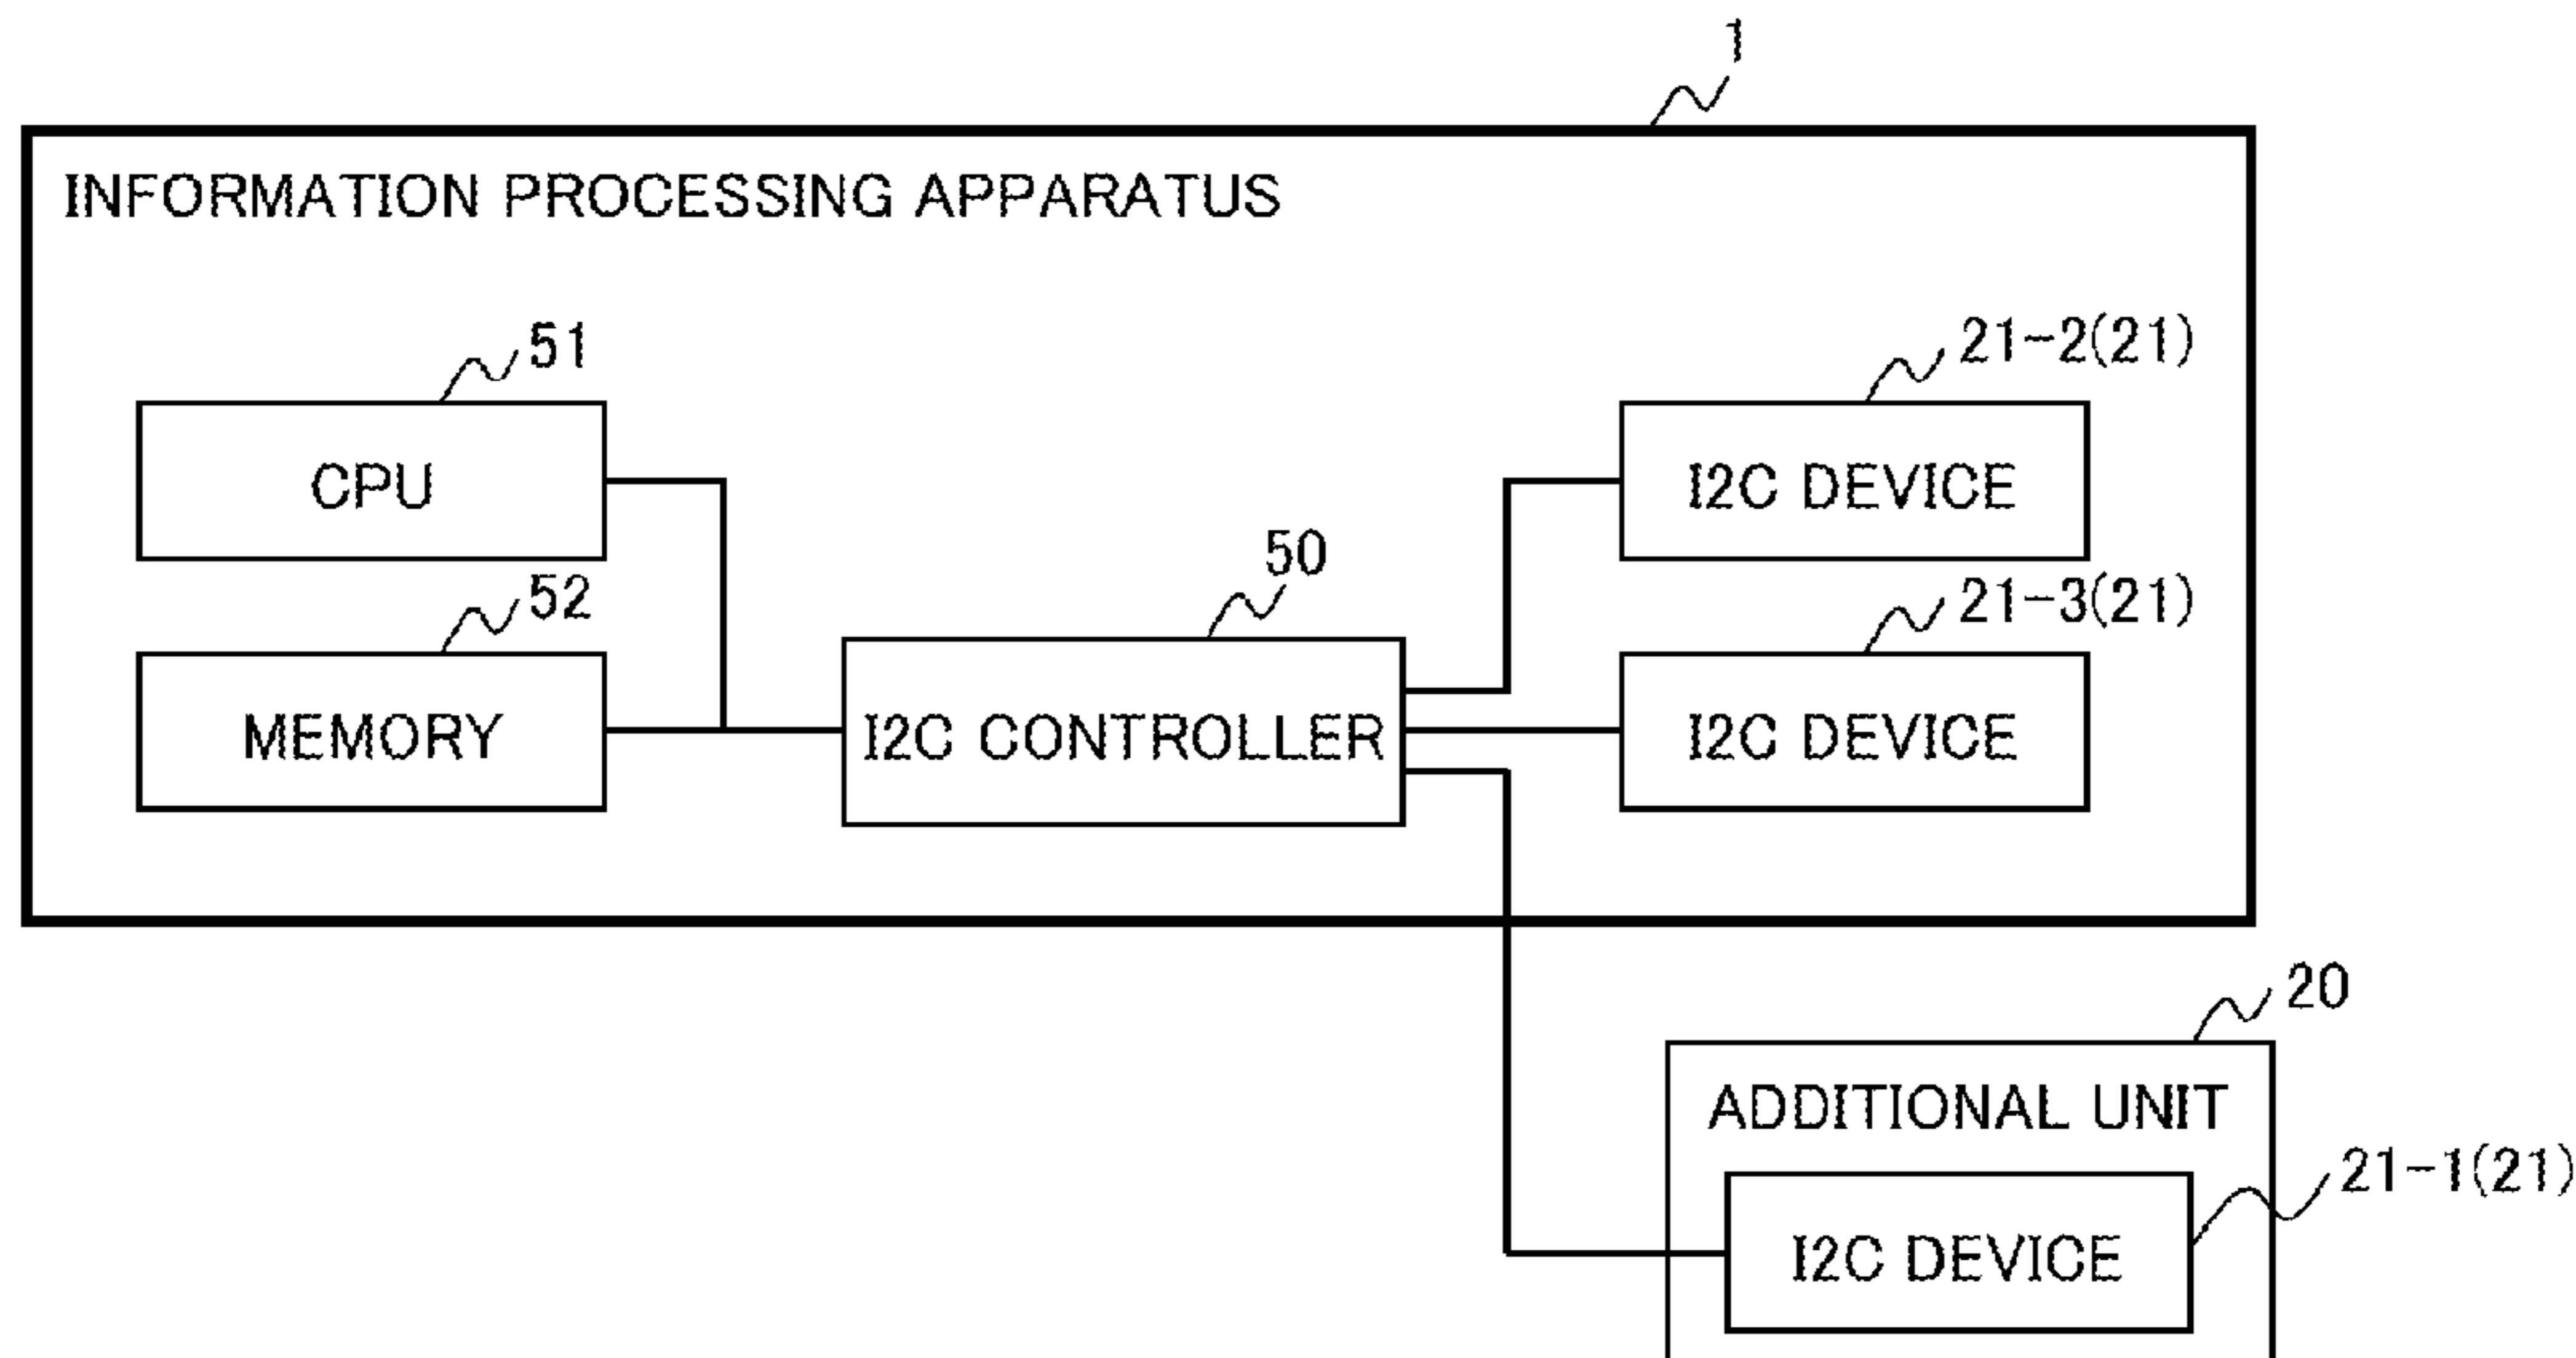 1
INFORMATION PROCESSING APPARATUS
51
21-2(21)
CPU
I2C DEVICE
50
52
21-3(21)
MEMORY
I2C CONTROLLER
I2C DEVICE
20
ADDITIONAL UNIT
21-1(21)
I2C DEVICE